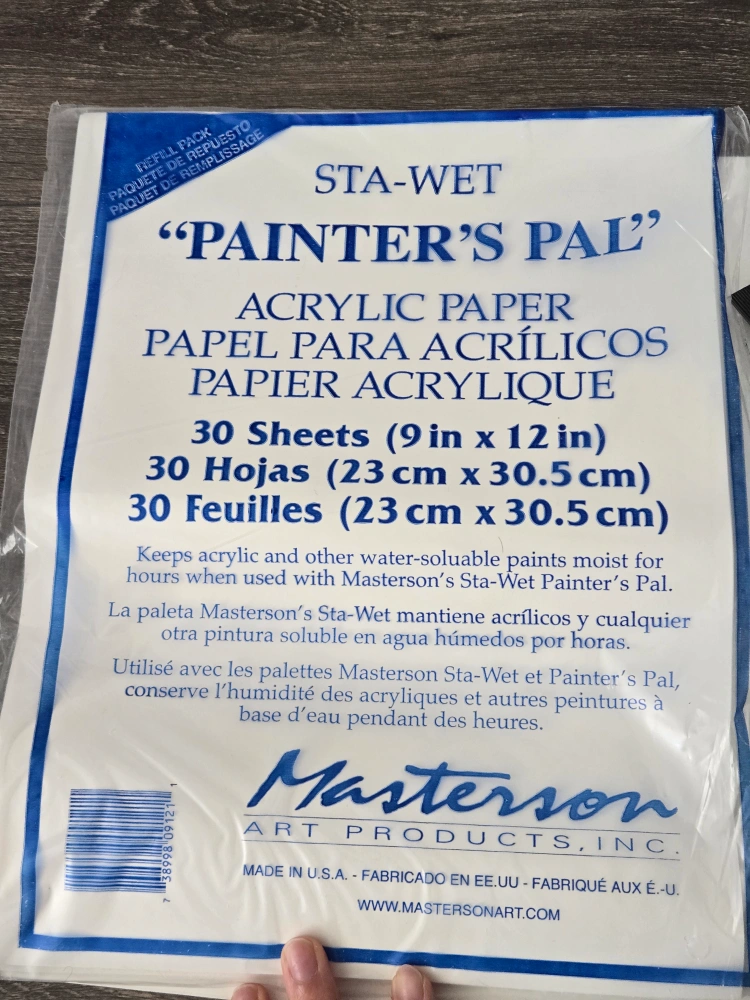 REFILL PACK
PAQUETE DE REPUESTO
PAQUET DE REMPLISSAGE
STA-WET
“PAINTER’S PAL”
ACRYLIC PAPER
PAPEL PARA ACRÍLICOS
PAPIER ACRYLIQUE
30 Sheets (9 in x 12 in)
30 Hojas (23 cm x 30.5 cm)
30 Feuilles (23 cm x 30.5 cm)
Keeps acrylic and other water-soluable paints moist for
hours when used with Masterson’s Sta-Wet Painter’s Pal.
La paleta Masterson’s Sta-Wet mantiene acrílicos y cualquier
otra pintura soluble en agua húmedos por horas.
Utilisé avec les palettes Masterson Sta-Wet et Painter’s Pal,
conserve l’humidité des acryliques et autres peintures à
base d’eau pendant des heures.
Masterson
ART PRODUCTS, INC.
7 38998 09121 1
MADE IN U.S.A. - FABRICADO EN EE.UU - FABRIQUÉ AUX É.-U.
WWW.MASTERSONART.COM